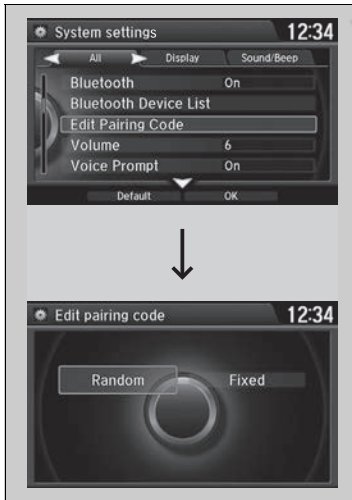 System settings 12:34
All Display Sound/Beep
Bluetooth On
Bluetooth Device List
Edit Pairing Code
Volume 6
Voice Prompt On
Default OK
Edit pairing code 12:34
Random Fixed